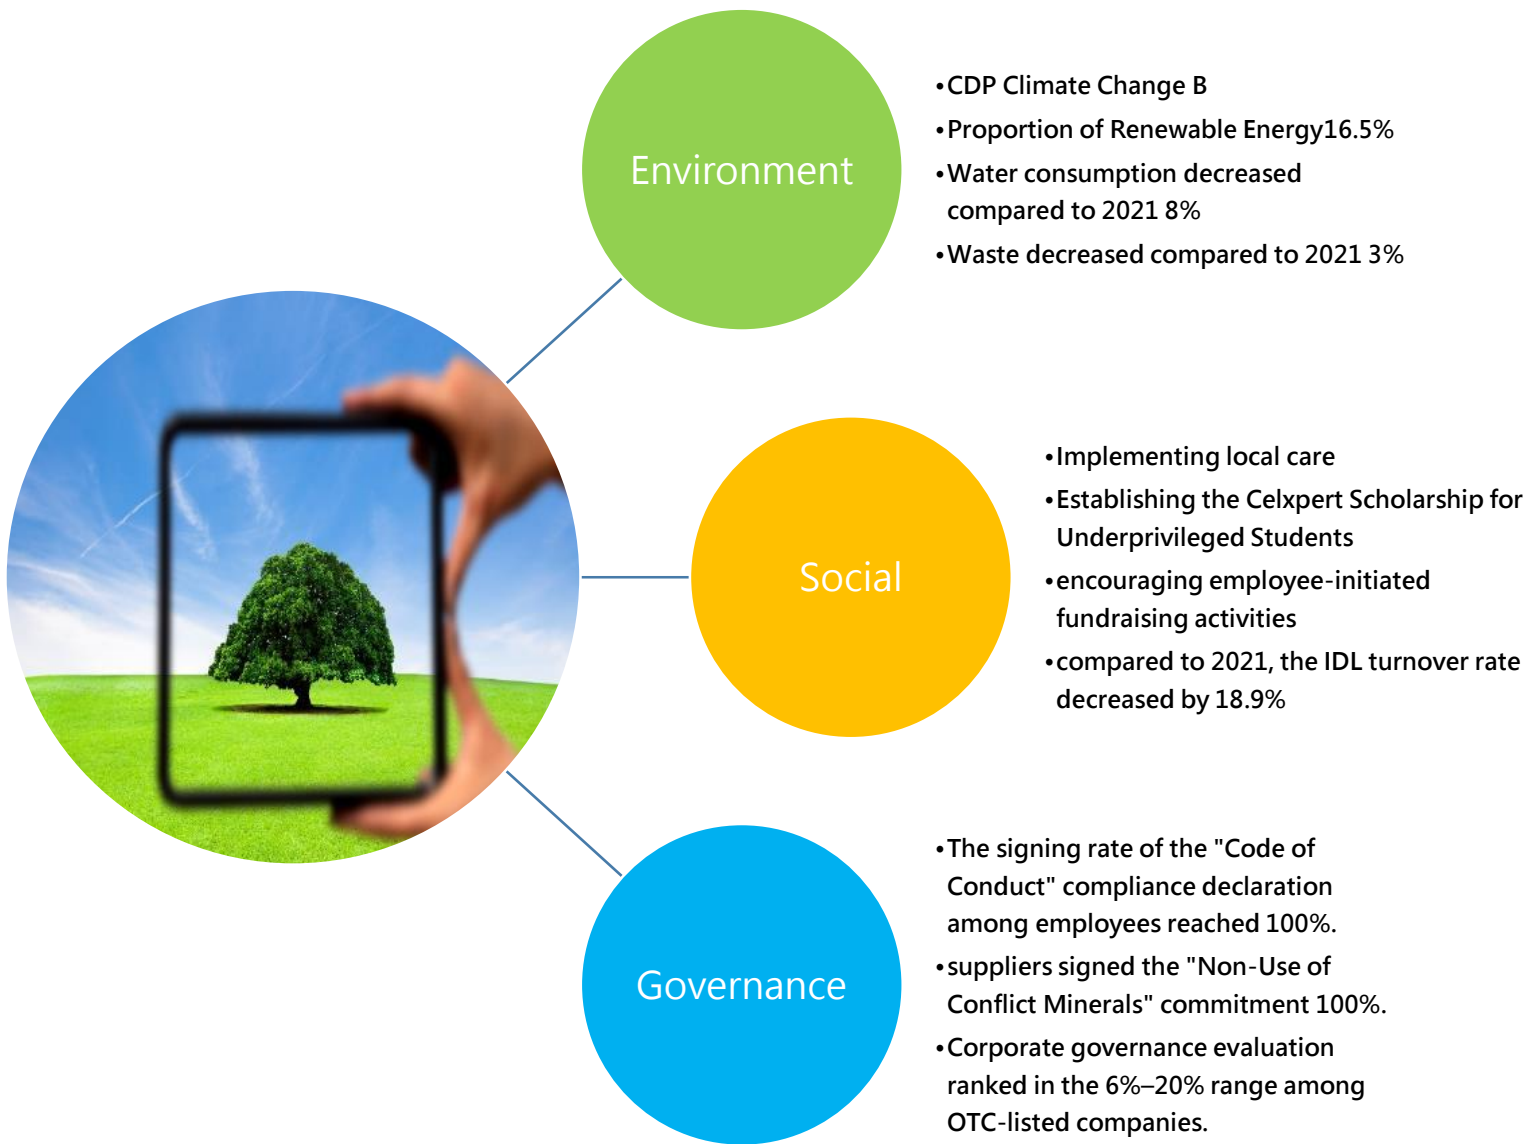 Environment
•CDP Climate Change B
•Proportion of Renewable Energy16.5%
•Water consumption decreased
compared to 2021 8%
•Waste decreased compared to 2021 3%
Social
•Implementing local care
•Establishing the Celxpert Scholarship for
Underprivileged Students
•encouraging employee-initiated
fundraising activities
•compared to 2021, the IDL turnover rate
decreased by 18.9%
Governance
•The signing rate of the "Code of
Conduct" compliance declaration
among employees reached 100%.
•suppliers signed the "Non-Use of
Conflict Minerals" commitment 100%.
•Corporate governance evaluation
ranked in the 6%–20% range among
OTC-listed companies.